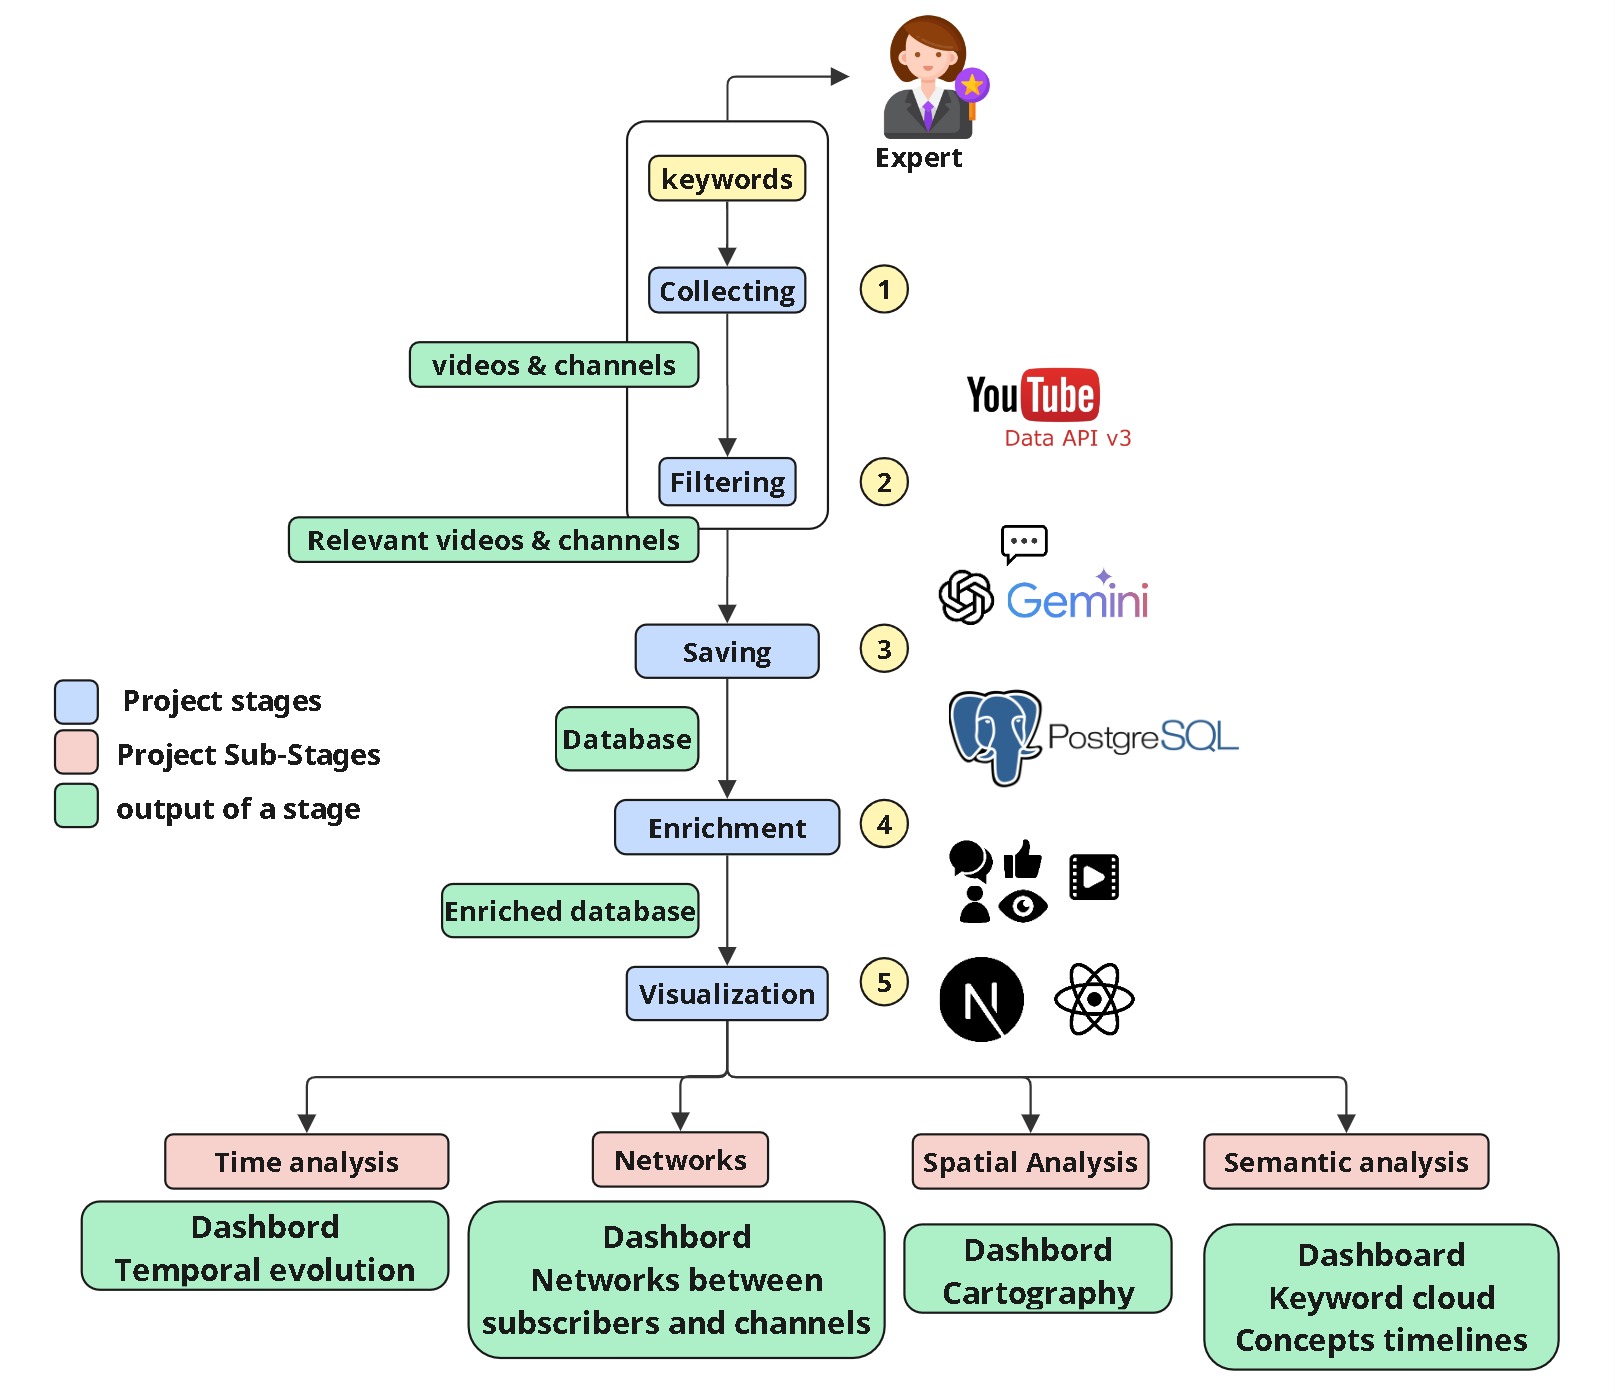 Expert
keywords
Collecting
1
videos & channels
YouTube
Data API v3
Filtering
2
Relevant videos & channels
Gemini
Saving
3
Project stages
Project Sub-Stages
output of a stage
Database
PostgreSQL
Enrichment
4
Enriched database
Visualization
5
N
Time analysis
Networks
Spatial Analysis
Semantic analysis
Dashbord
Temporal evolution
Dashbord
Networks between
subscribers and channels
Dashbord
Cartography
Dashboard
Keyword cloud
Concepts timelines